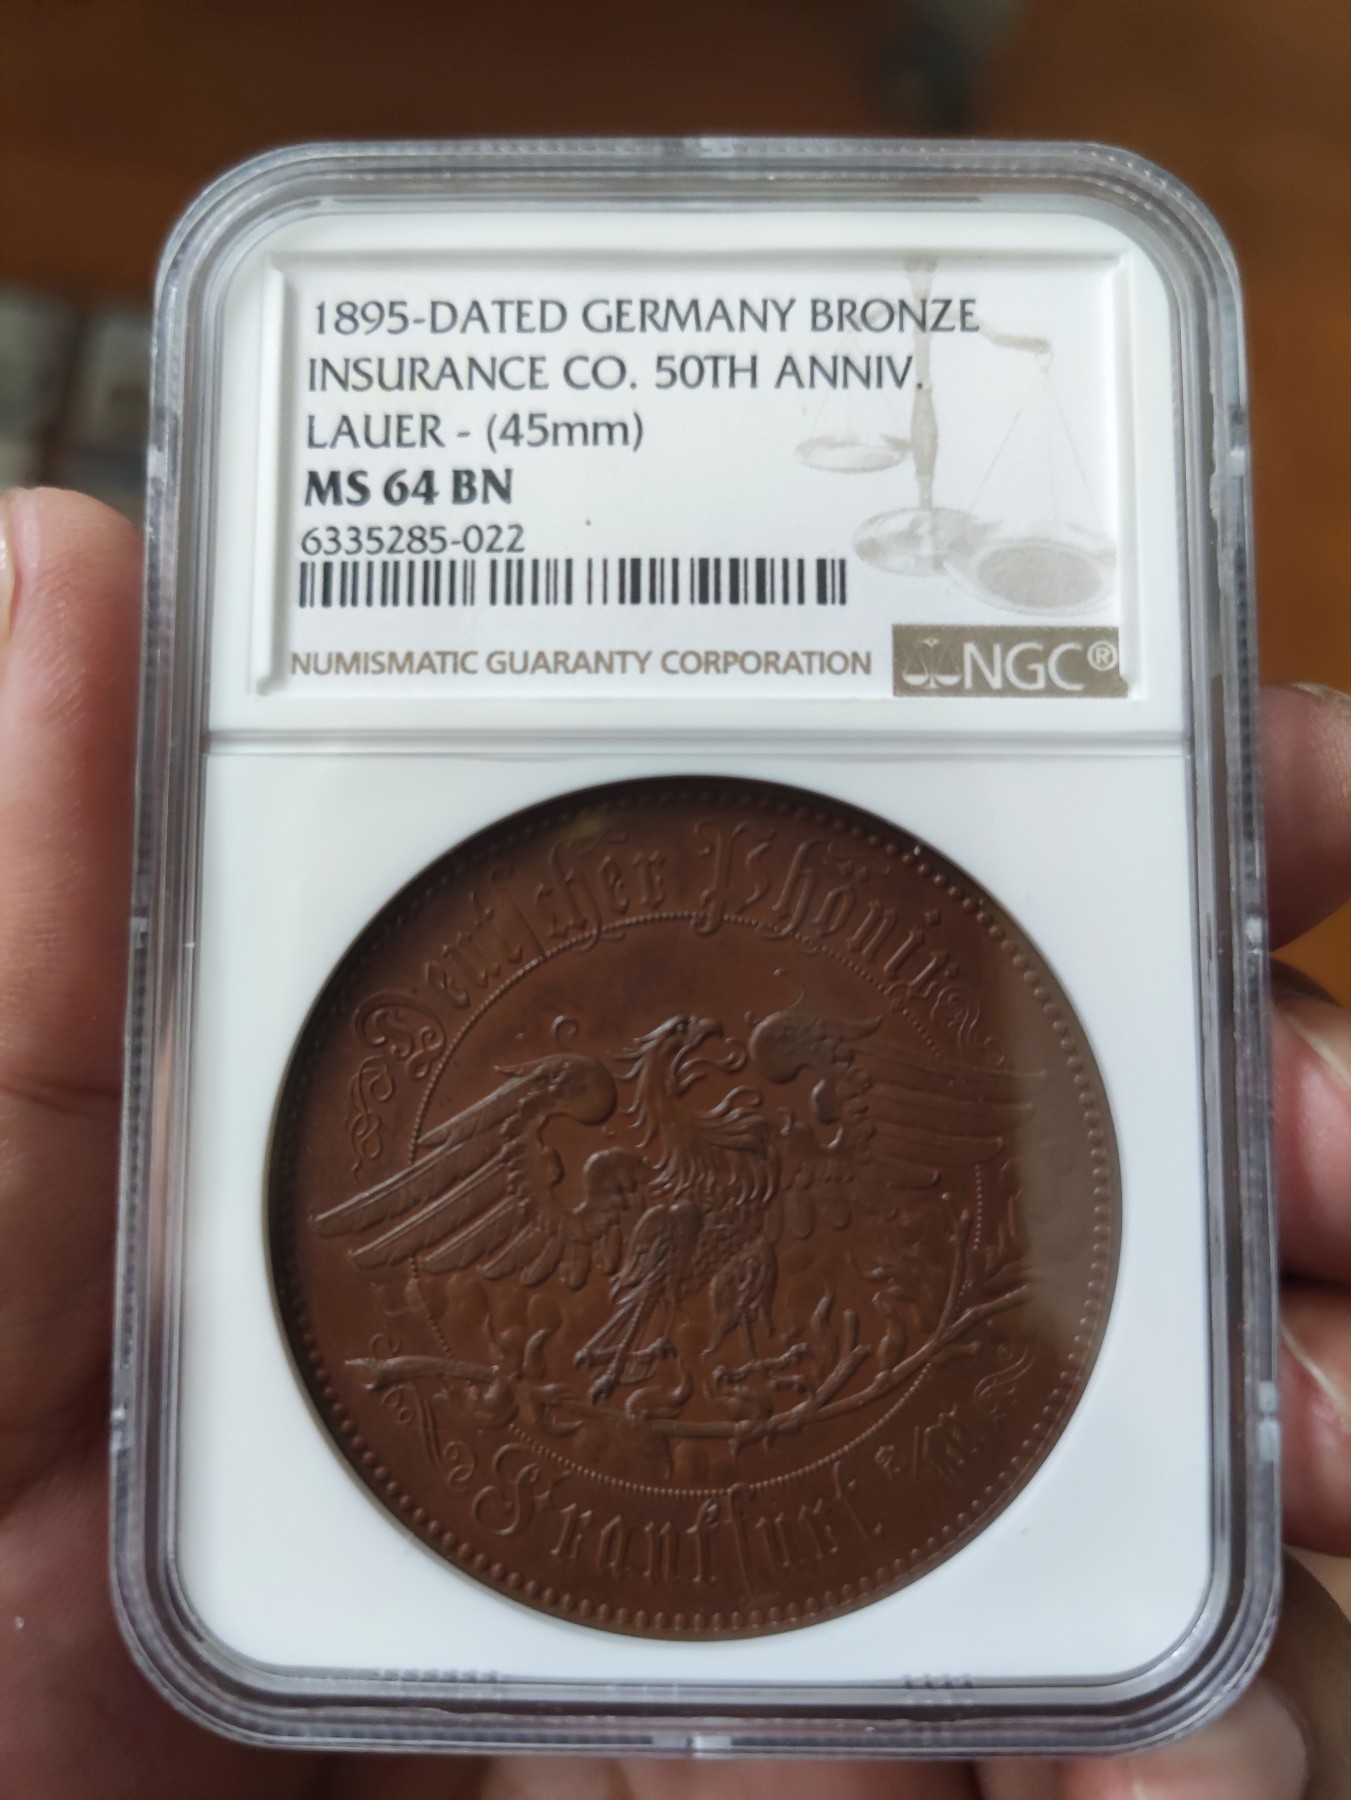 1895-DATED GERMANY BRONZE
INSURANCE CO. 50TH ANNIV.
LAUER - (45mm)
MS 64 BN
6335285-022
NUMISMATIC GUARANTY CORPORATION
NGC®
Deutscher Phönix
Frankfurt a/M